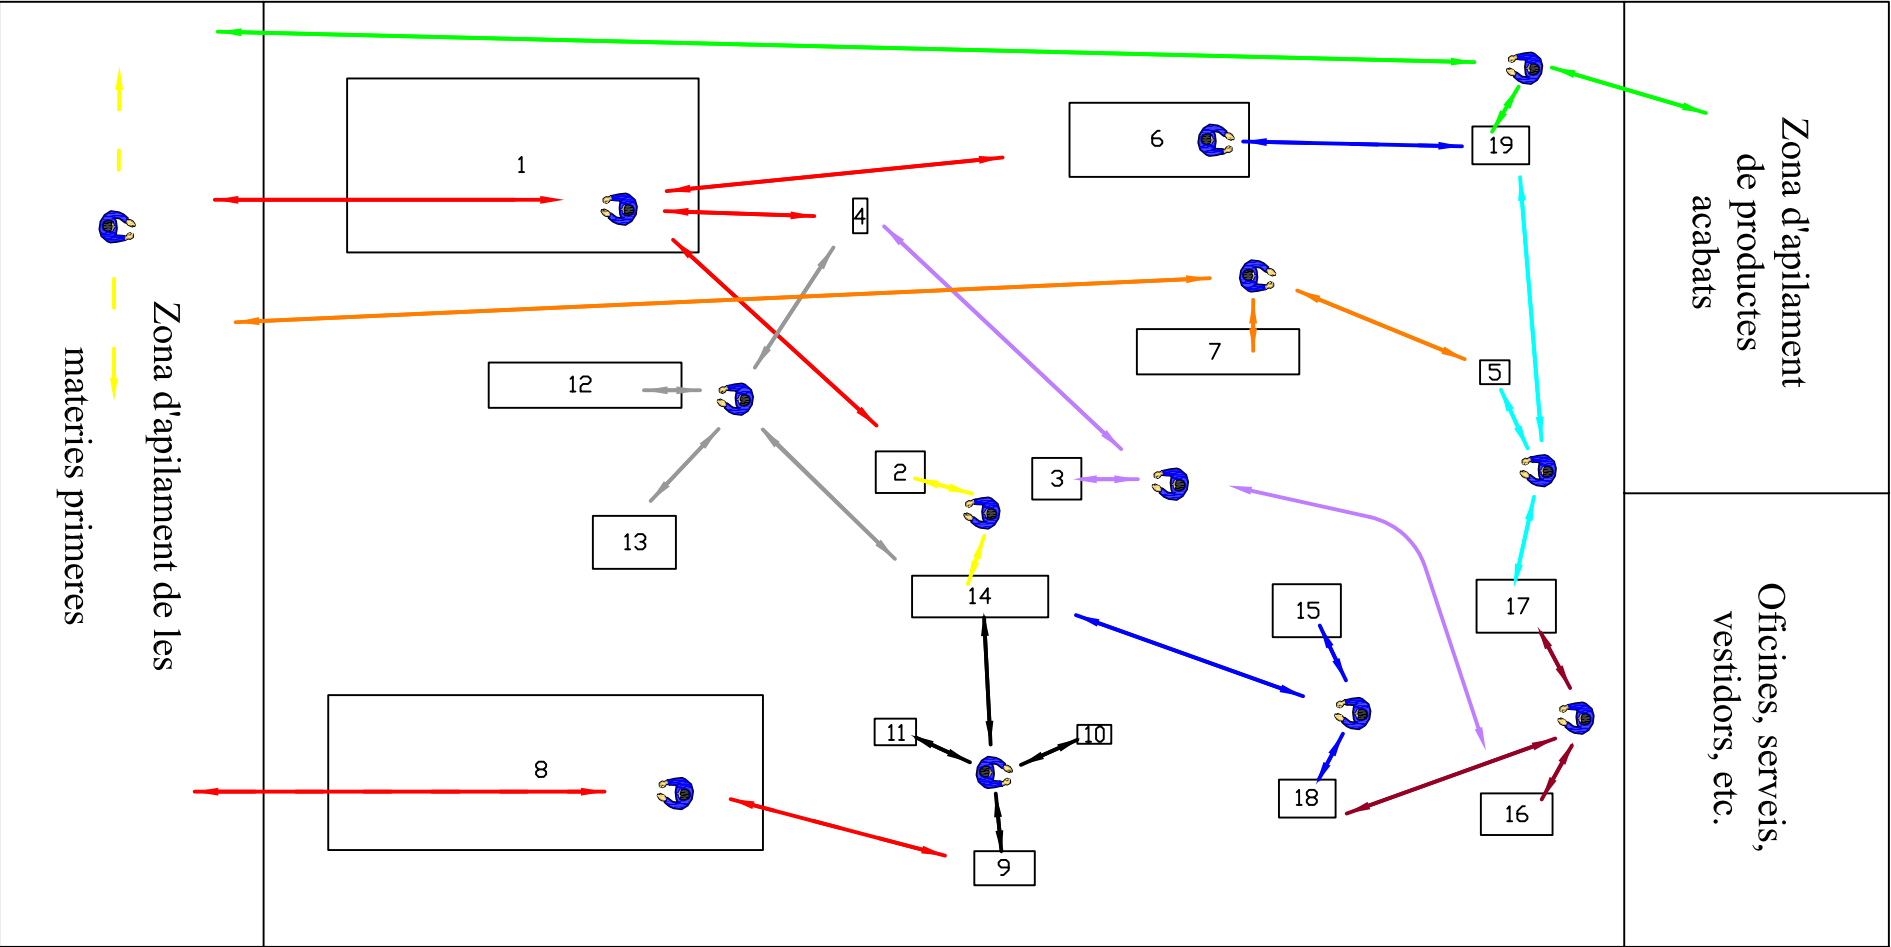 Zona d'apilament de les
materies primeres
Zona d'apilament
de productes
acabats
Oficines, serveis,
vestidors, etc.
1
6
19
4
7
5
12
2
3
13
14
15
17
11
10
8
18
16
9